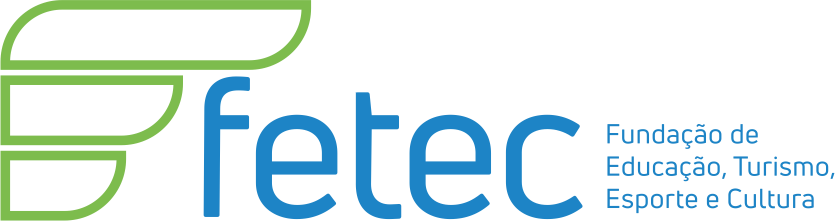 fetec
Fundação de
Educação, Turismo,
Esporte e Cultura